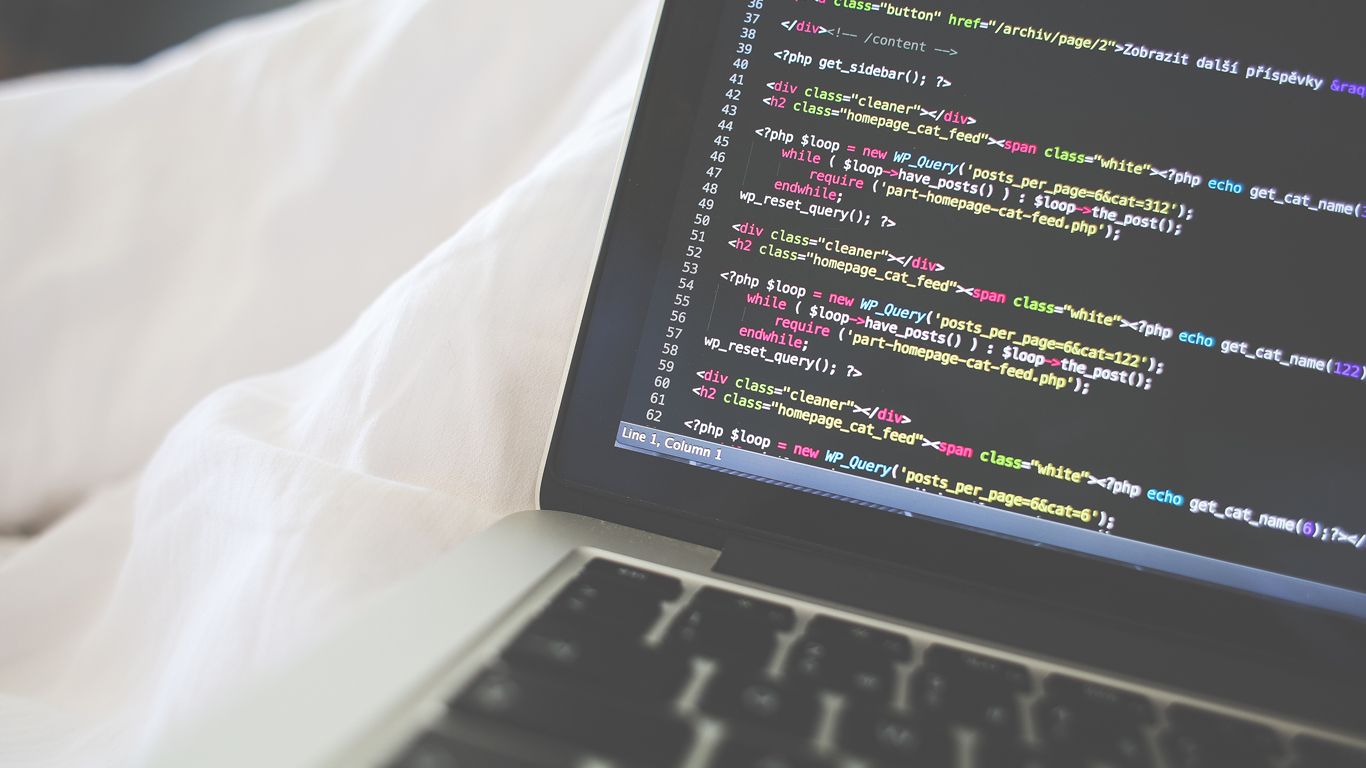 36 class="button" href="/archiv/page/2">Zobrazit další příspěvky &raq
37
38 </div><!-- /content -->
39
40 <?php get_sidebar(); ?>
41
42 <div class="cleaner"></div>
43 <h2 class="homepage_cat_feed"><span class="white"><?php echo get_cat_name(
44
45 <?php $loop = new WP_Query('posts_per_page=6&cat=312');
46 while ( $loop->have_posts() ) : $loop->the_post();
47 require ('part-homepage-cat-feed.php');
48 endwhile;
49 wp_reset_query(); ?>
50
51 <div class="cleaner"></div>
52 <h2 class="homepage_cat_feed"><span class="white"><?php echo get_cat_name(122)
53
54 <?php $loop = new WP_Query('posts_per_page=6&cat=122');
55 while ( $loop->have_posts() ) : $loop->the_post();
56 require ('part-homepage-cat-feed.php');
57 endwhile;
58 wp_reset_query(); ?>
59
60 <div class="cleaner"></div>
61 <h2 class="homepage_cat_feed"><span class="white"><?php echo get_cat_name(6);?></
62
<?php $loop = new WP_Query('posts_per_page=6&cat=6');
Line 1, Column 1